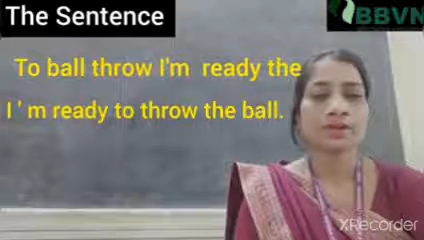 The Sentence
BBVN
To ball throw I'm ready the
I ' m ready to throw the ball.
XRecorder